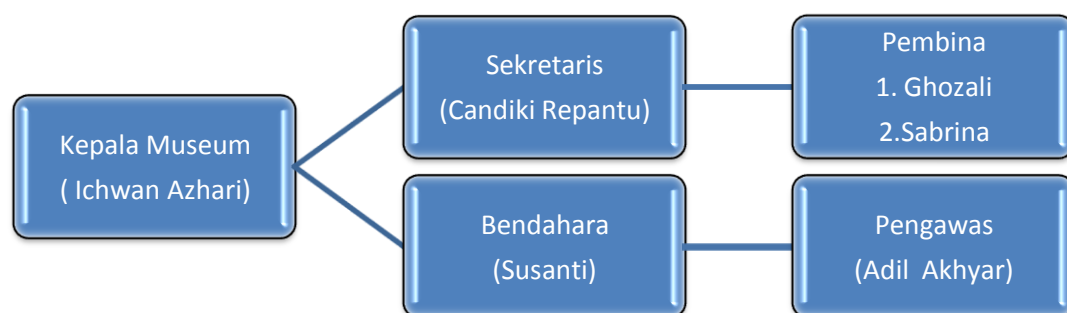 Kepala Museum
( Ichwan Azhari)
Sekretaris
(Candiki Repantu)
Pembina
1. Ghozali
2.Sabrina
Bendahara
(Susanti)
Pengawas
(Adil Akhyar)